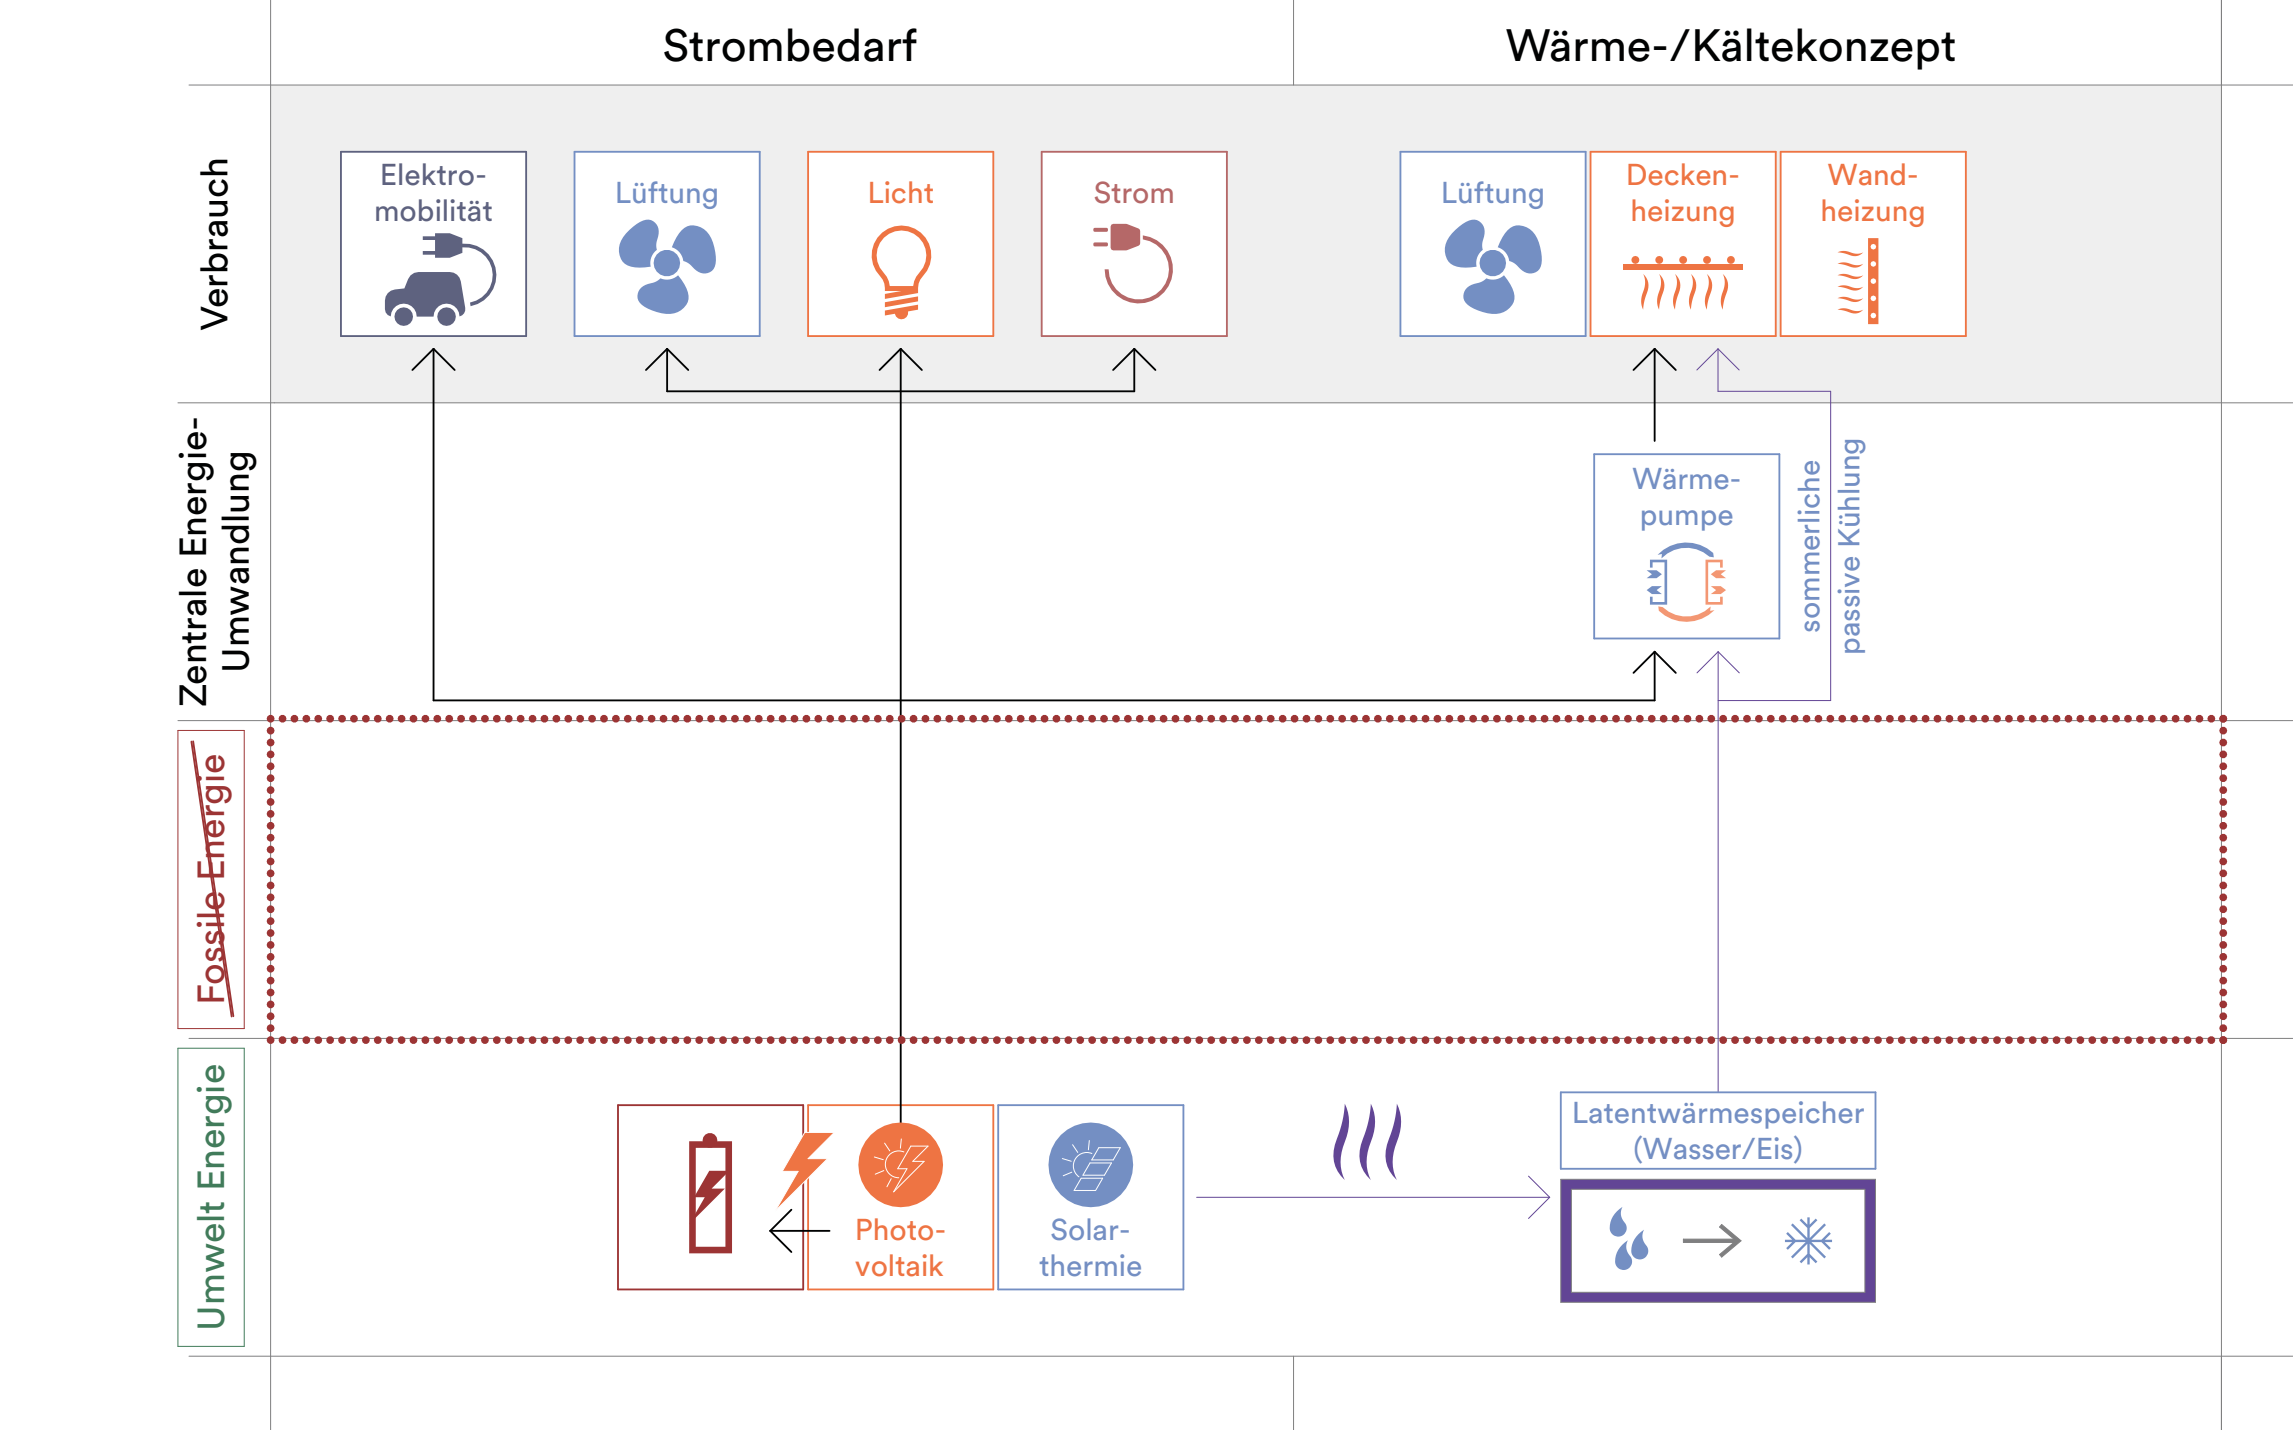 Strombedarf
Wärme-/Kältekonzept
Verbrauch
Elektro-
mobilität
Lüftung
Licht
Strom
Lüftung
Decken-
heizung
Wand-
heizung
Zentrale Energie-
Umwandlung
Wärme-
pumpe
sommerliche
passive Kühlung
Fossile Energie
Umwelt Energie
Photo-
voltaik
Solar-
thermie
Latentwärmespeicher
(Wasser/Eis)